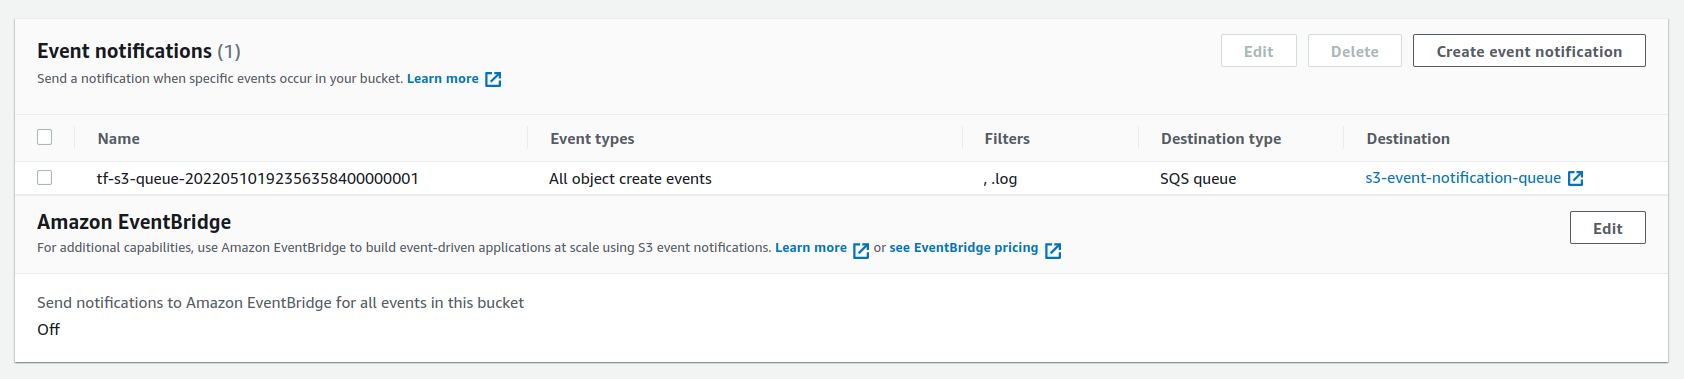 Event notifications (1)
Edit
Delete
Create event notification
Send a notification when specific events occur in your bucket. Learn more
Name
Event types
Filters
Destination type
Destination
tf-s3-queue-20220510192356358400000001
All object create events
, .log
SQS queue
s3-event-notification-queue
Amazon EventBridge
Edit
For additional capabilities, use Amazon EventBridge to build event-driven applications at scale using S3 event notifications. Learn more or see EventBridge pricing
Send notifications to Amazon EventBridge for all events in this bucket
Off